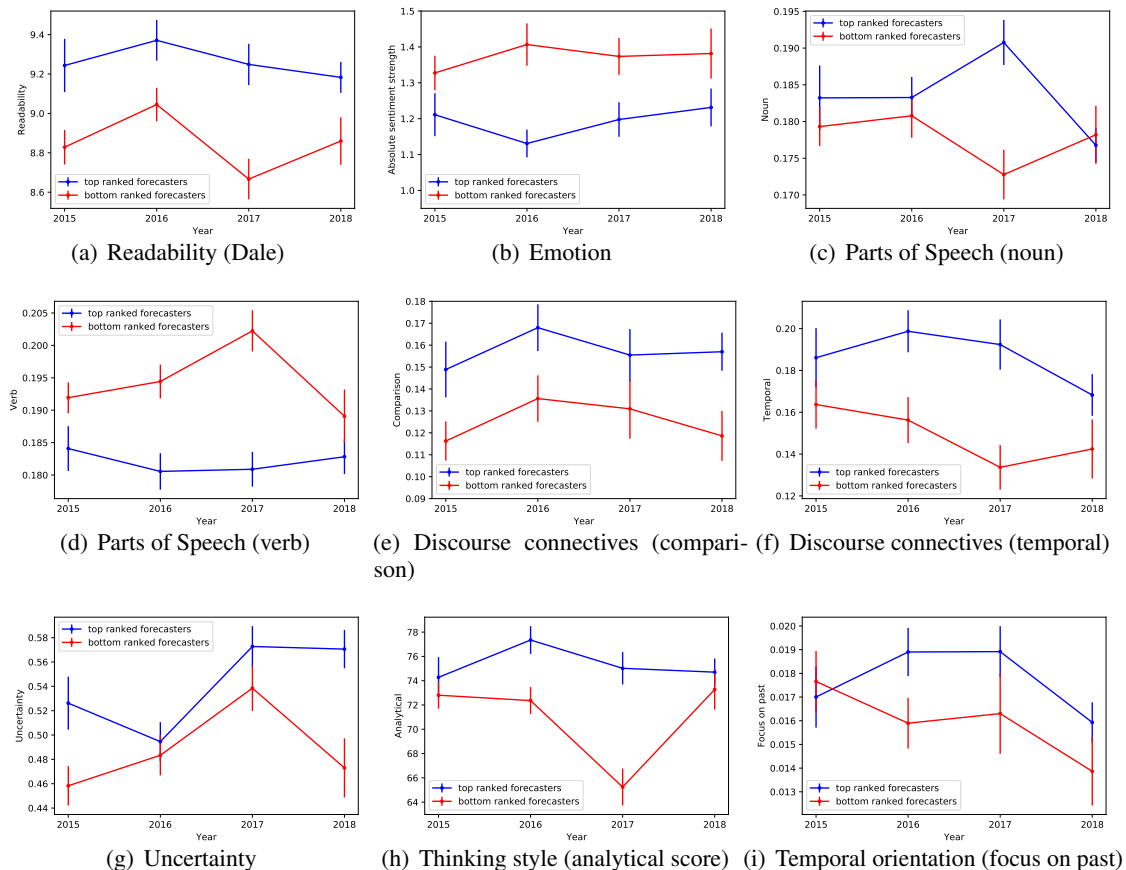 9.4
9.2
9.0
8.8
8.6
Readability
top ranked forecasters
bottom ranked forecasters
2015 2016 2017 2018
Year
(a) Readability (Dale)
1.5
1.4
1.3
1.2
1.1
1.0
Absolute sentiment strength
top ranked forecasters
bottom ranked forecasters
2015 2016 2017 2018
Year
(b) Emotion
0.195
0.190
0.185
0.180
0.175
0.170
Noun
top ranked forecasters
bottom ranked forecasters
2015 2016 2017 2018
Year
(c) Parts of Speech (noun)
0.205
0.200
0.195
0.190
0.185
0.180
Verb
top ranked forecasters
bottom ranked forecasters
2015 2016 2017 2018
Year
(d) Parts of Speech (verb)
0.18
0.17
0.16
0.15
0.14
0.13
0.12
0.11
0.10
0.09
Comparison
top ranked forecasters
bottom ranked forecasters
2015 2016 2017 2018
Year
(e) Discourse connectives (compari-
son)
0.20
0.18
0.16
0.14
0.12
Temporal
top ranked forecasters
bottom ranked forecasters
2015 2016 2017 2018
Year
(f) Discourse connectives (temporal)
0.58
0.56
0.54
0.52
0.50
0.48
0.46
0.44
Uncertainty
top ranked forecasters
bottom ranked forecasters
2015 2016 2017 2018
Year
(g) Uncertainty
78
76
74
72
70
68
66
64
Analytical
top ranked forecasters
bottom ranked forecasters
2015 2016 2017 2018
Year
(h) Thinking style (analytical score)
0.020
0.019
0.018
0.017
0.016
0.015
0.014
0.013
Focus on past
top ranked forecasters
bottom ranked forecasters
2015 2016 2017 2018
Year
(i) Temporal orientation (focus on past)